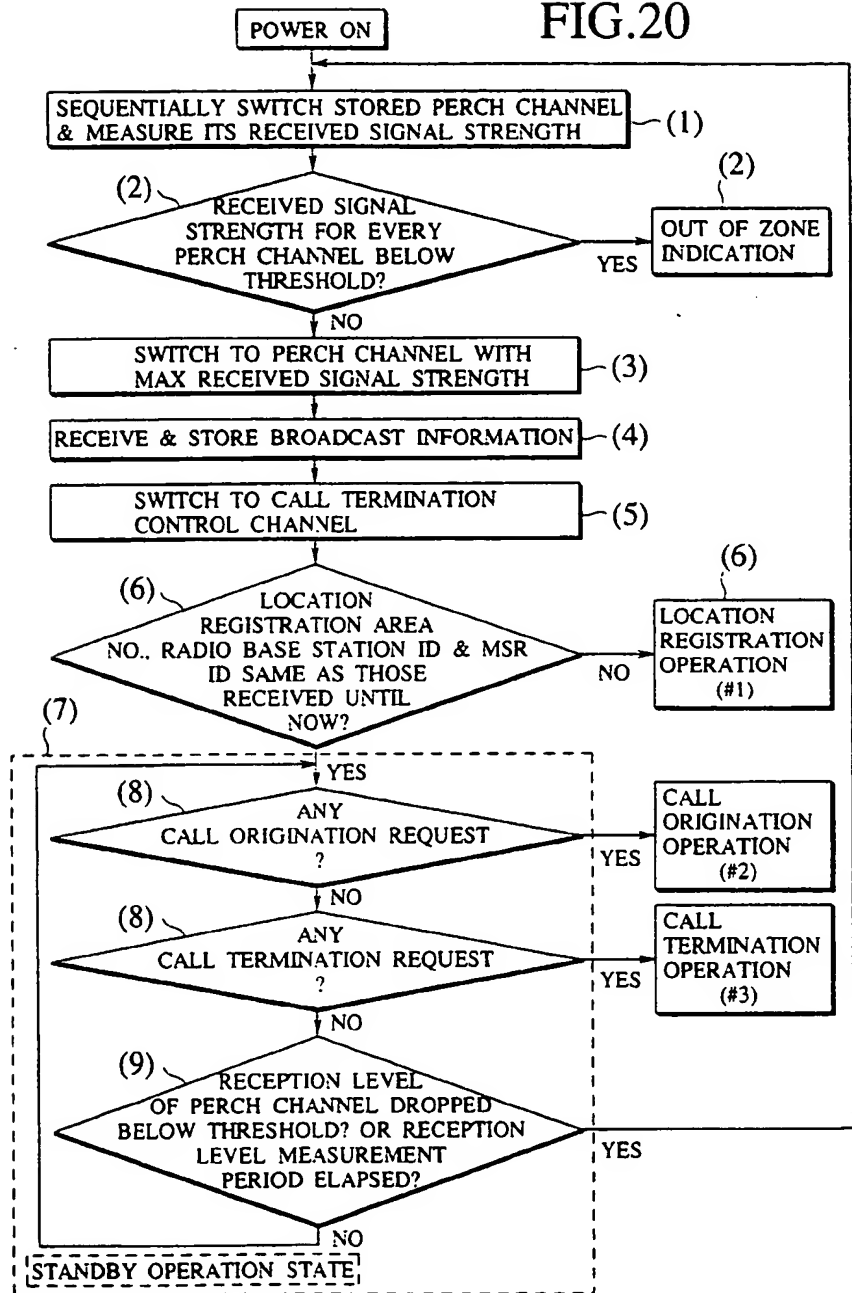 FIG.20
POWER ON
SEQUENTIALLY SWITCH STORED PERCH CHANNEL
& MEASURE ITS RECEIVED SIGNAL STRENGTH
(1)
(2)
RECEIVED SIGNAL
STRENGTH FOR EVERY
PERCH CHANNEL BELOW
THRESHOLD?
YES
(2)
OUT OF ZONE
INDICATION
NO
SWITCH TO PERCH CHANNEL WITH
MAX RECEIVED SIGNAL STRENGTH
(3)
RECEIVE & STORE BROADCAST INFORMATION
(4)
SWITCH TO CALL TERMINATION
CONTROL CHANNEL
(5)
(6)
LOCATION
REGISTRATION AREA
NO., RADIO BASE STATION ID & MSR
ID SAME AS THOSE
RECEIVED UNTIL
NOW?
NO
(6)
LOCATION
REGISTRATION
OPERATION
(#1)
(7)
YES
(8)
ANY
CALL ORIGINATION REQUEST
?
YES
CALL
ORIGINATION
OPERATION
(#2)
NO
(8)
ANY
CALL TERMINATION REQUEST
?
YES
CALL
TERMINATION
OPERATION
(#3)
NO
(9)
RECEPTION LEVEL
OF PERCH CHANNEL DROPPED
BELOW THRESHOLD? OR RECEPTION
LEVEL MEASUREMENT
PERIOD ELAPSED?
YES
NO
STANDBY OPERATION STATE